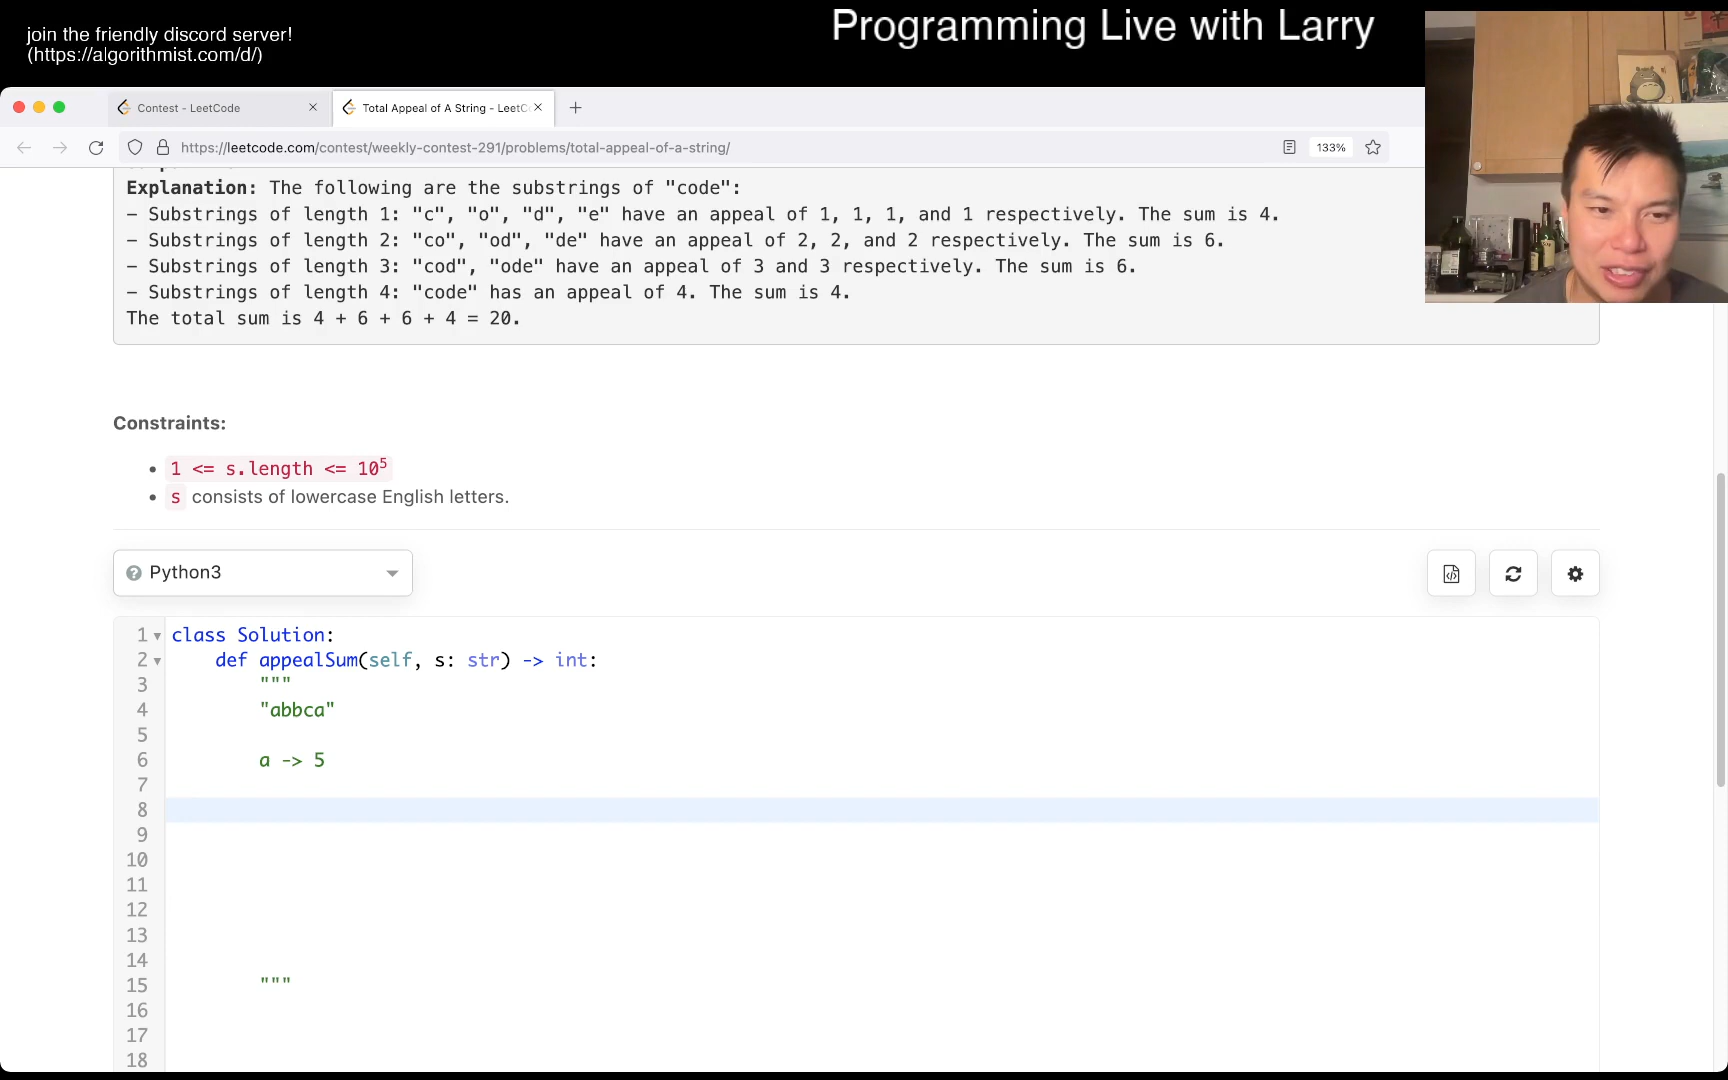 join the friendly discord server!
(https://algorithmist.com/d/)
Programming Live with Larry
Contest - LeetCode
Total Appeal of A String - LeetC
https://leetcode.com/contest/weekly-contest-291/problems/total-appeal-of-a-string/
133%
Explanation: The following are the substrings of "code":
- Substrings of length 1: "c", "o", "d", "e" have an appeal of 1, 1, 1, and 1 respectively. The sum is 4.
- Substrings of length 2: "co", "od", "de" have an appeal of 2, 2, and 2 respectively. The sum is 6.
- Substrings of length 3: "cod", "ode" have an appeal of 3 and 3 respectively. The sum is 6.
- Substrings of length 4: "code" has an appeal of 4. The sum is 4.
The total sum is 4 + 6 + 6 + 4 = 20.
Constraints:
• 1 <= s.length <= 10⁵
• s consists of lowercase English letters.
Python3
1 class Solution:
2 def appealSum(self, s: str) -> int:
3 """
4 "abbca"
5
6 a -> 5
7
8
9
10
11
12
13
14
15 """
16
17
18